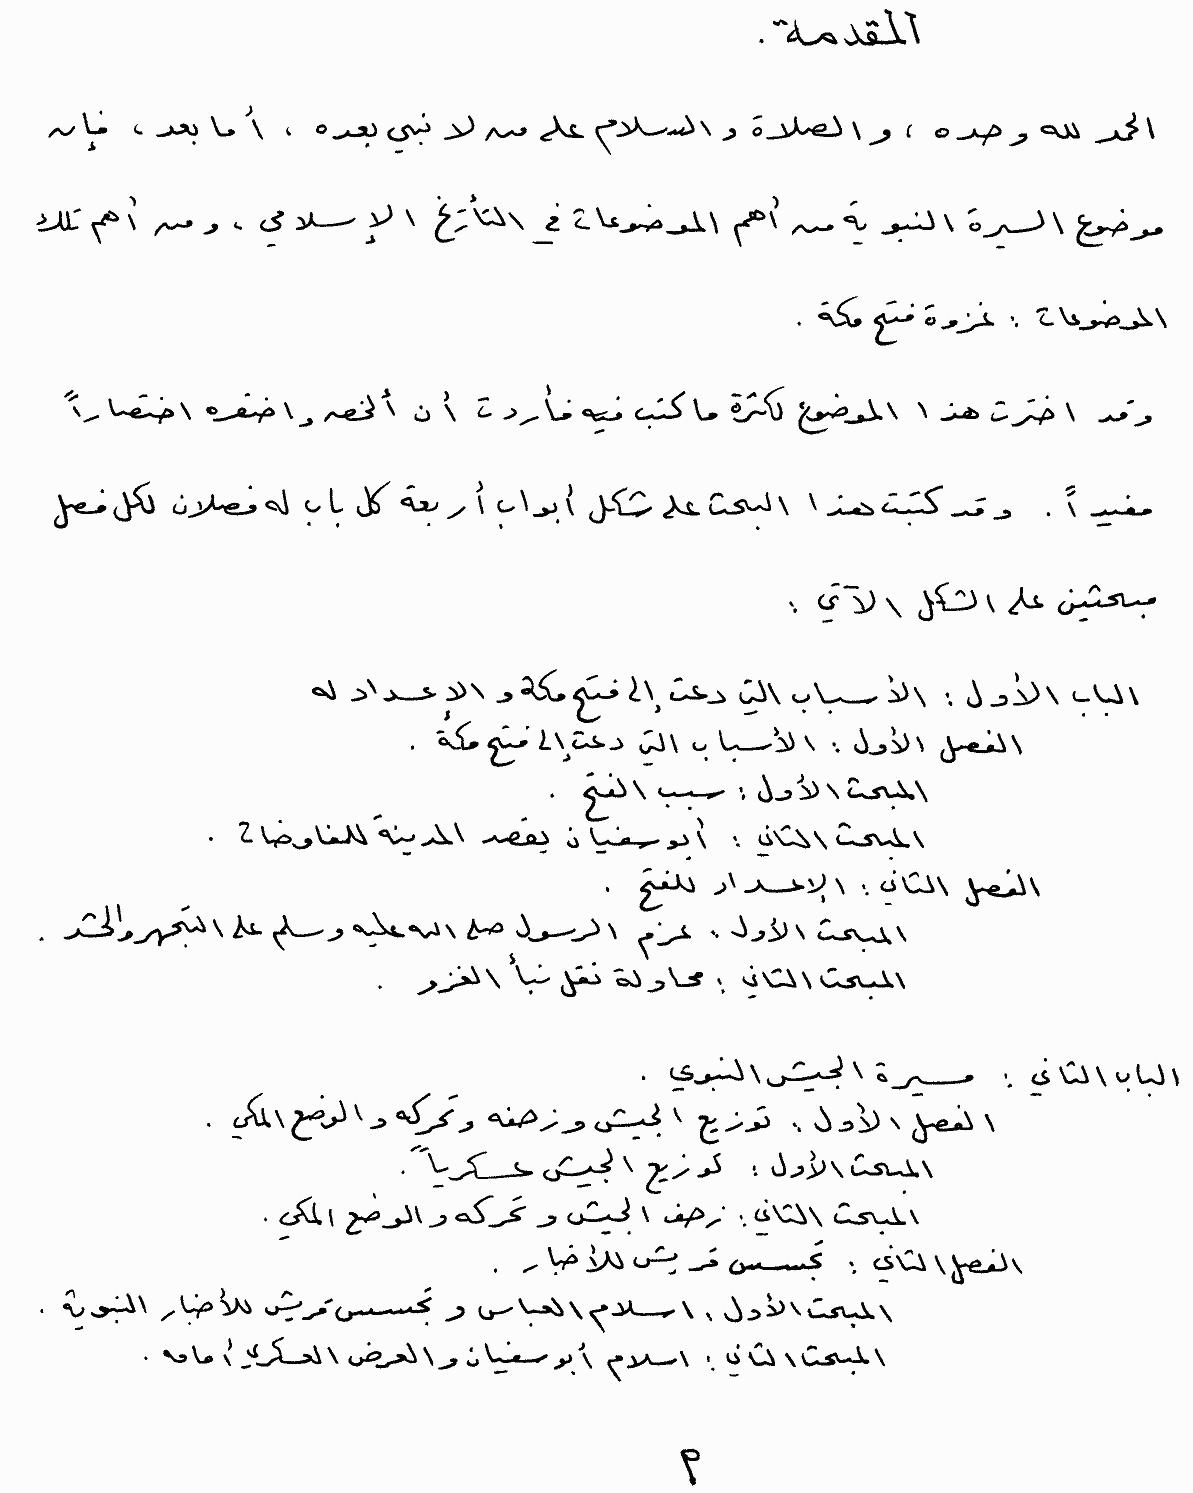 المقدمة .
الحمد لله وحده ، والصلاة والسلام على من لا نبي بعده ، أما بعد ، فإن
موضوع السيرة النبوية من أهم الموضوعات في التأريخ الإسلامي ، ومن أهم تلك
الموضوعات : غزوة فتح مكة .
وقد اخترت هذا الموضوع لكثرة ما كتب فيه فأردت أن ألخصه واختصره اختصاراً
مفيداً . وقد كتبت هذا البحث على شكل أبواب أربعة كل باب له فصلان لكل فصل
مبحثين على الشكل الآتي :
الباب الأول : الأسباب التي دعت إلى فتح مكة والإعداد له
الفصل الأول : الأسباب التي دعت إلى فتح مكة .
المبحث الأول : سبب الفتح .
المبحث الثاني : أبو سفيان يقصد المدينة للمفاوضات .
الفصل الثاني : الإعداد للفتح .
المبحث الأول : عزم الرسول صلى الله عليه وسلم على التجهز والحشد .
المبحث الثاني : محاولة نقل نبأ الغزو .
الباب الثاني : مسيرة الجيش النبوي .
الفصل الأول : توزيع الجيش وزحفه وتحركه والوضع المكي .
المبحث الأول : توزيع الجيش عسكرياً .
المبحث الثاني : زحف الجيش وتحركه والوضع المكي .
الفصل الثاني : تجسس قريش للأخبار .
المبحث الأول : اسلام العباس وتجسس قريش للأخبار النبوية .
المبحث الثاني : اسلام أبو سفيان والعرض العسكري أمامه .
م